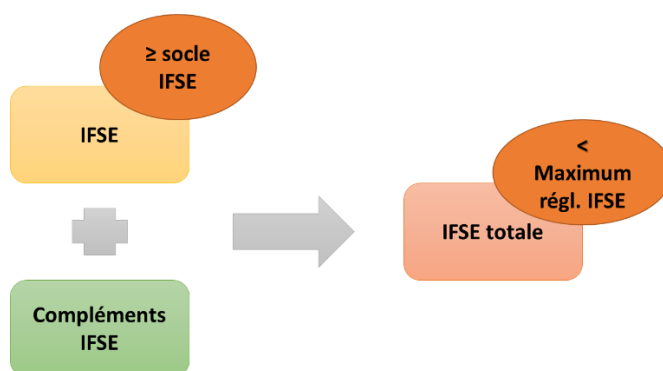 ≥ socle
IFSE
IFSE
Compléments
IFSE
<
Maximum
régl. IFSE
IFSE totale